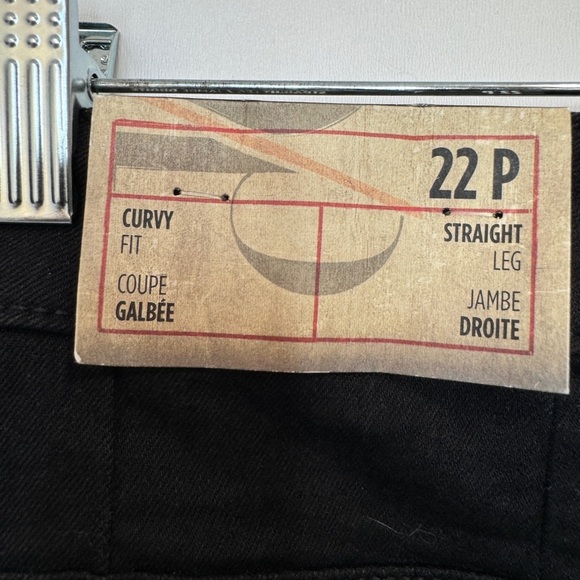 22 P
CURVY
FIT
COUPE
GALBÉE
STRAIGHT
LEG
JAMBE
DROITE